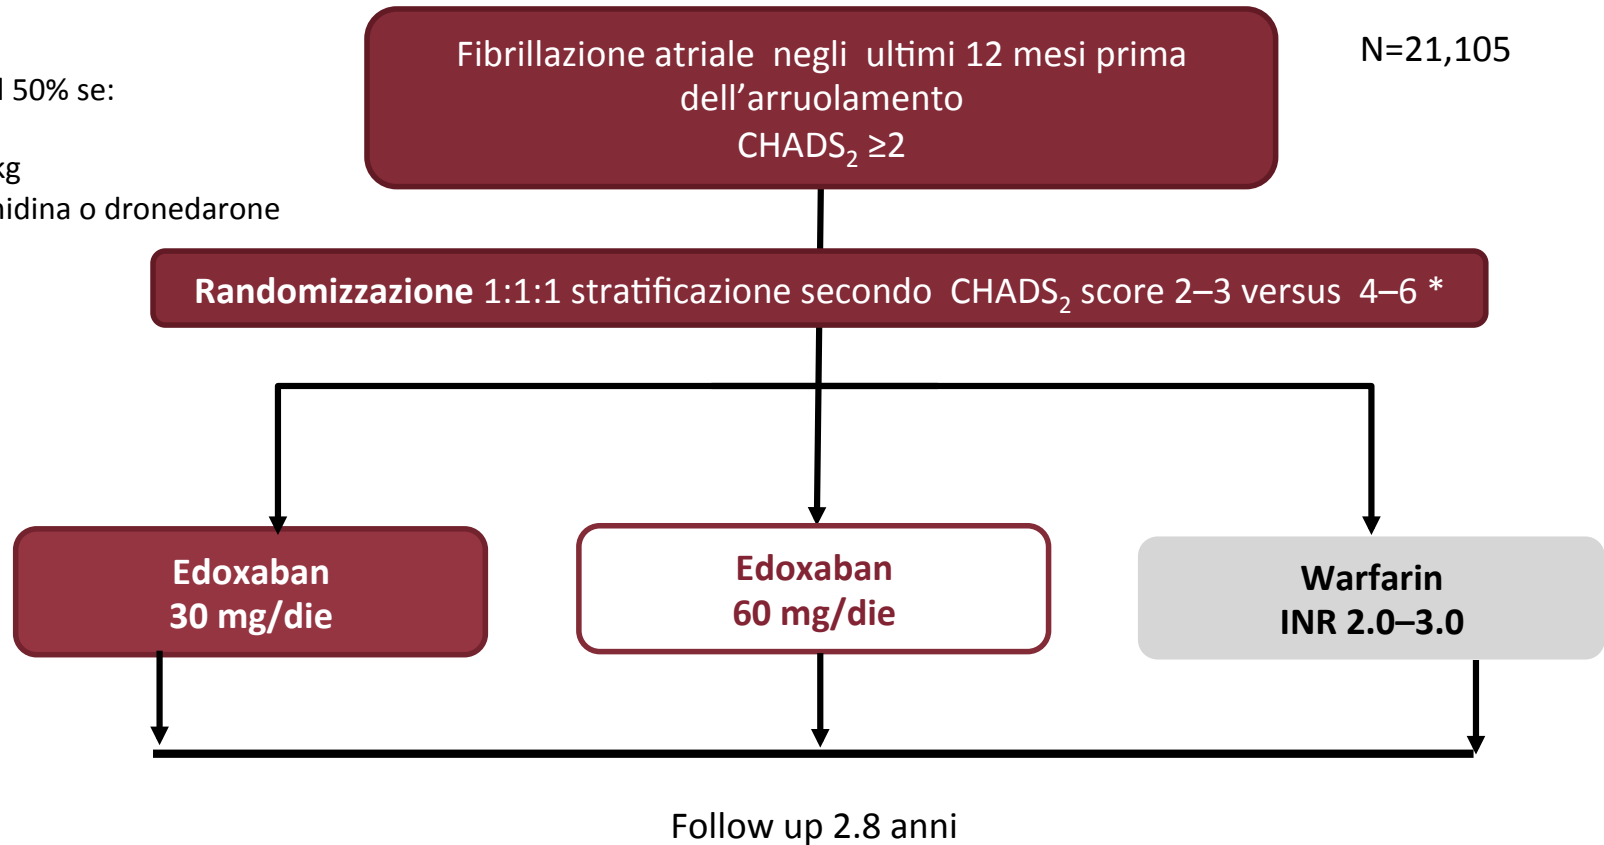 Fibrillazione atriale negli ultimi 12 mesi prima
dell’arruolamento
CHADS₂ ≥2
N=21,105
50% se:
kg
o dronedarone
Randomizzazione 1:1:1 stratificazione secondo CHADS₂ score 2–3 versus 4–6 *
Edoxaban
30 mg/die
Edoxaban
60 mg/die
Warfarin
INR 2.0–3.0
Follow up 2.8 anni